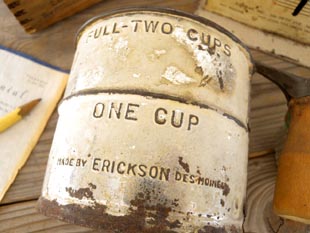 FULL-TWO CUPS
ONE CUP
MADE BY ERICKSON DES MOINES